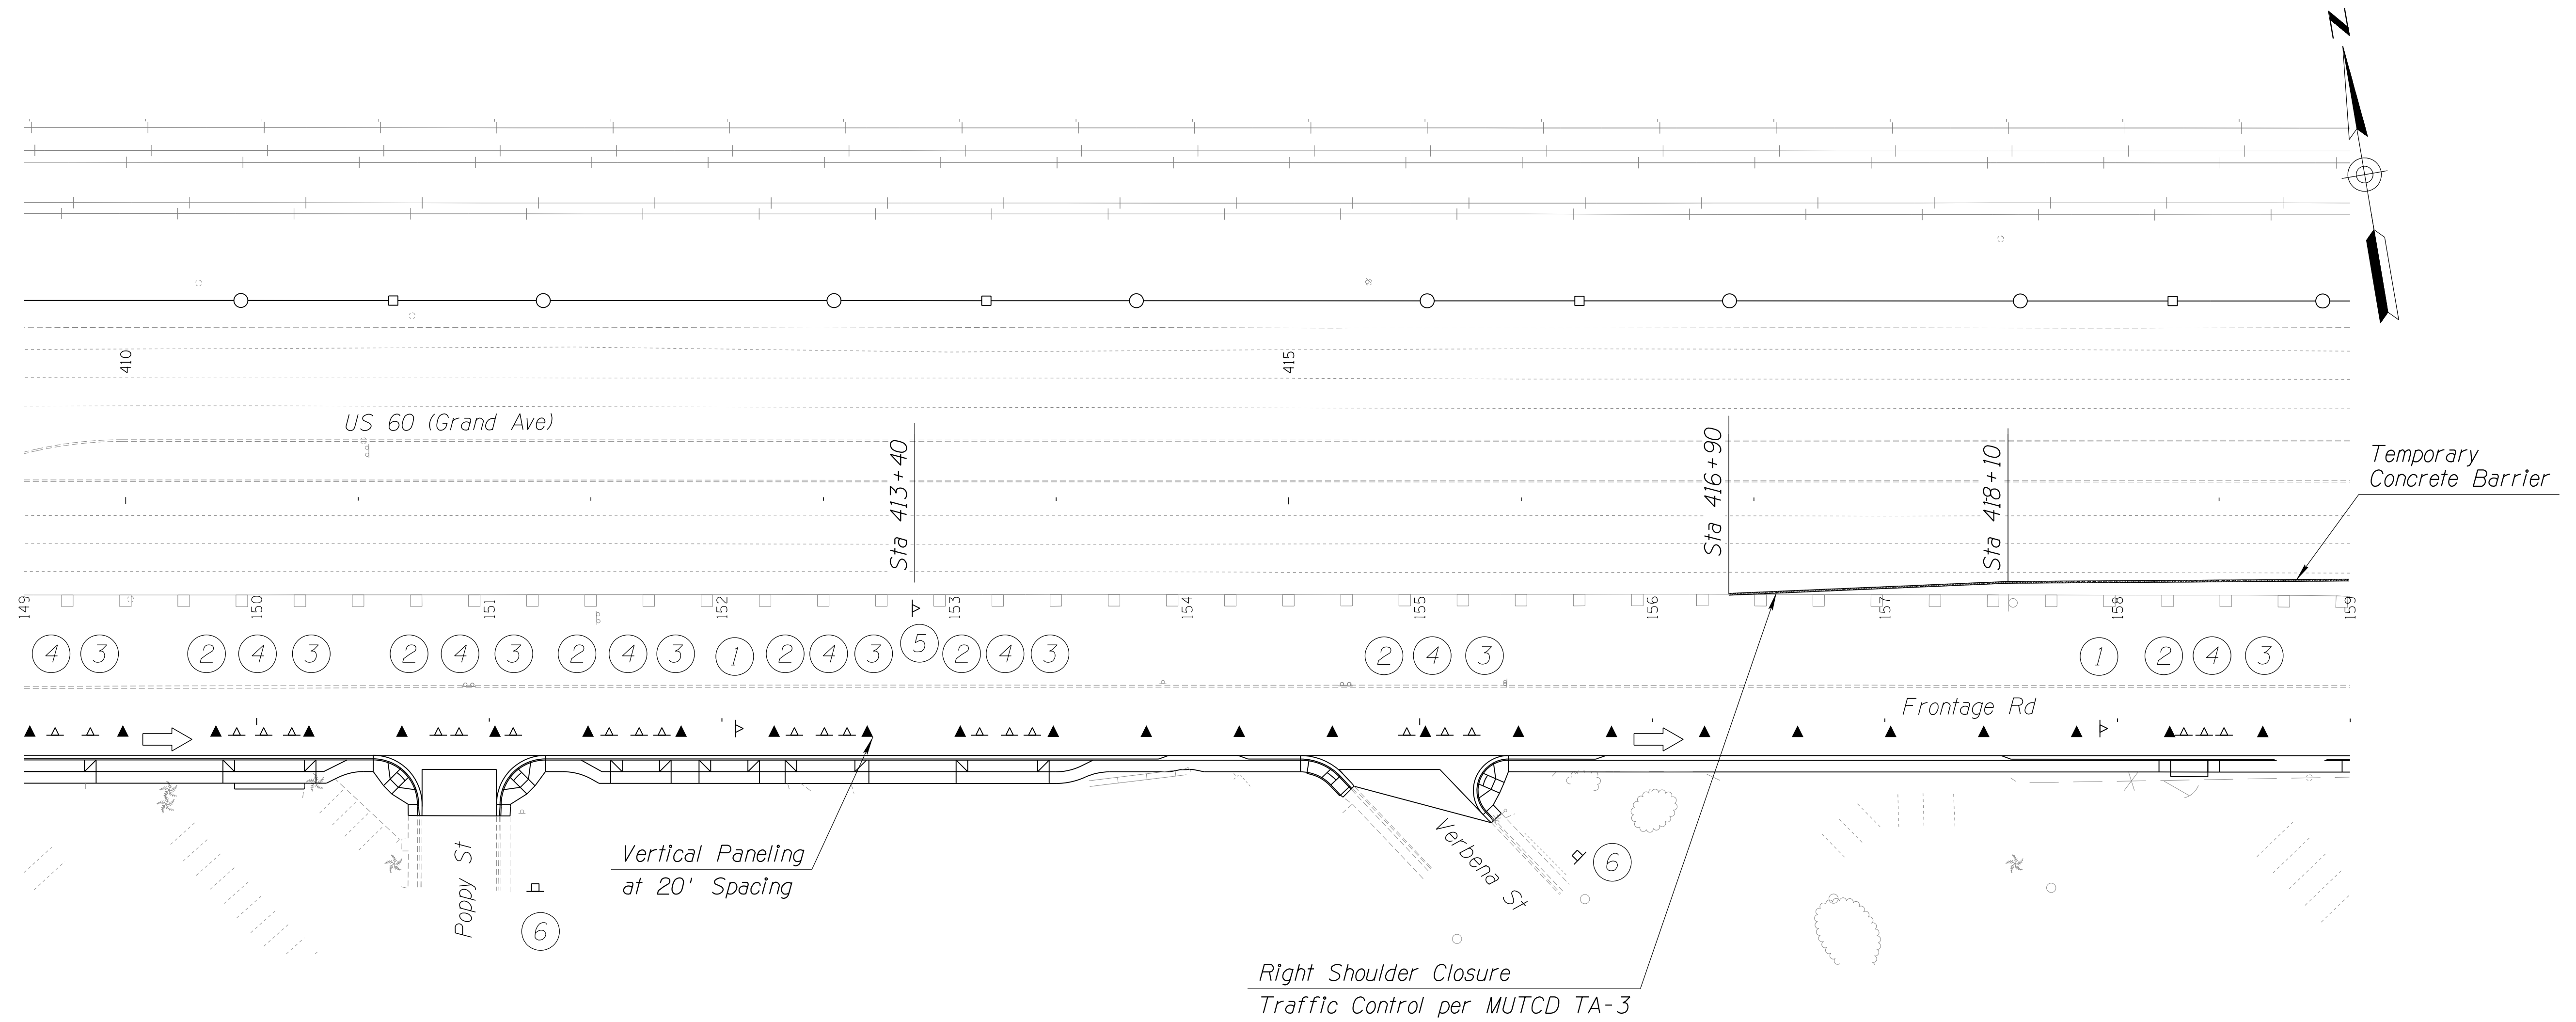 N
410
415
US 60 (Grand Ave)
Sta 413+40
Sta 416+90
Sta 418+10
Temporary
Concrete Barrier
149
150
151
152
153
154
155
156
157
158
159
4 3 2 4 3 2 4 3 2 4 3 1 2 4 3 5 2 4 3 2 4 3 1 2 4 3
Frontage Rd
Vertical Paneling
at 20' Spacing
Poppy St
6
Verbena St
6
Right Shoulder Closure
Traffic Control per MUTCD TA-3